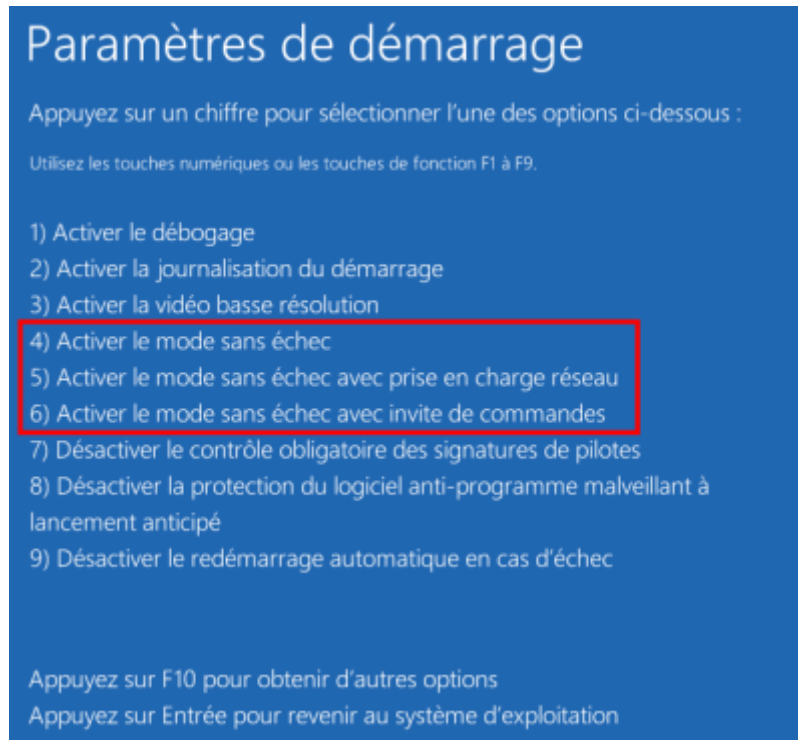 Paramètres de démarrage
Appuyez sur un chiffre pour sélectionner l'une des options ci-dessous :
Utilisez les touches numériques ou les touches de fonction F1 à F9.
1) Activer le débogage
2) Activer la journalisation du démarrage
3) Activer la vidéo basse résolution
4) Activer le mode sans échec
5) Activer le mode sans échec avec prise en charge réseau
6) Activer le mode sans échec avec invite de commandes
7) Désactiver le contrôle obligatoire des signatures de pilotes
8) Désactiver la protection du logiciel anti-programme malveillant à
lancement anticipé
9) Désactiver le redémarrage automatique en cas d'échec
Appuyez sur F10 pour obtenir d'autres options
Appuyez sur Entrée pour revenir au système d'exploitation